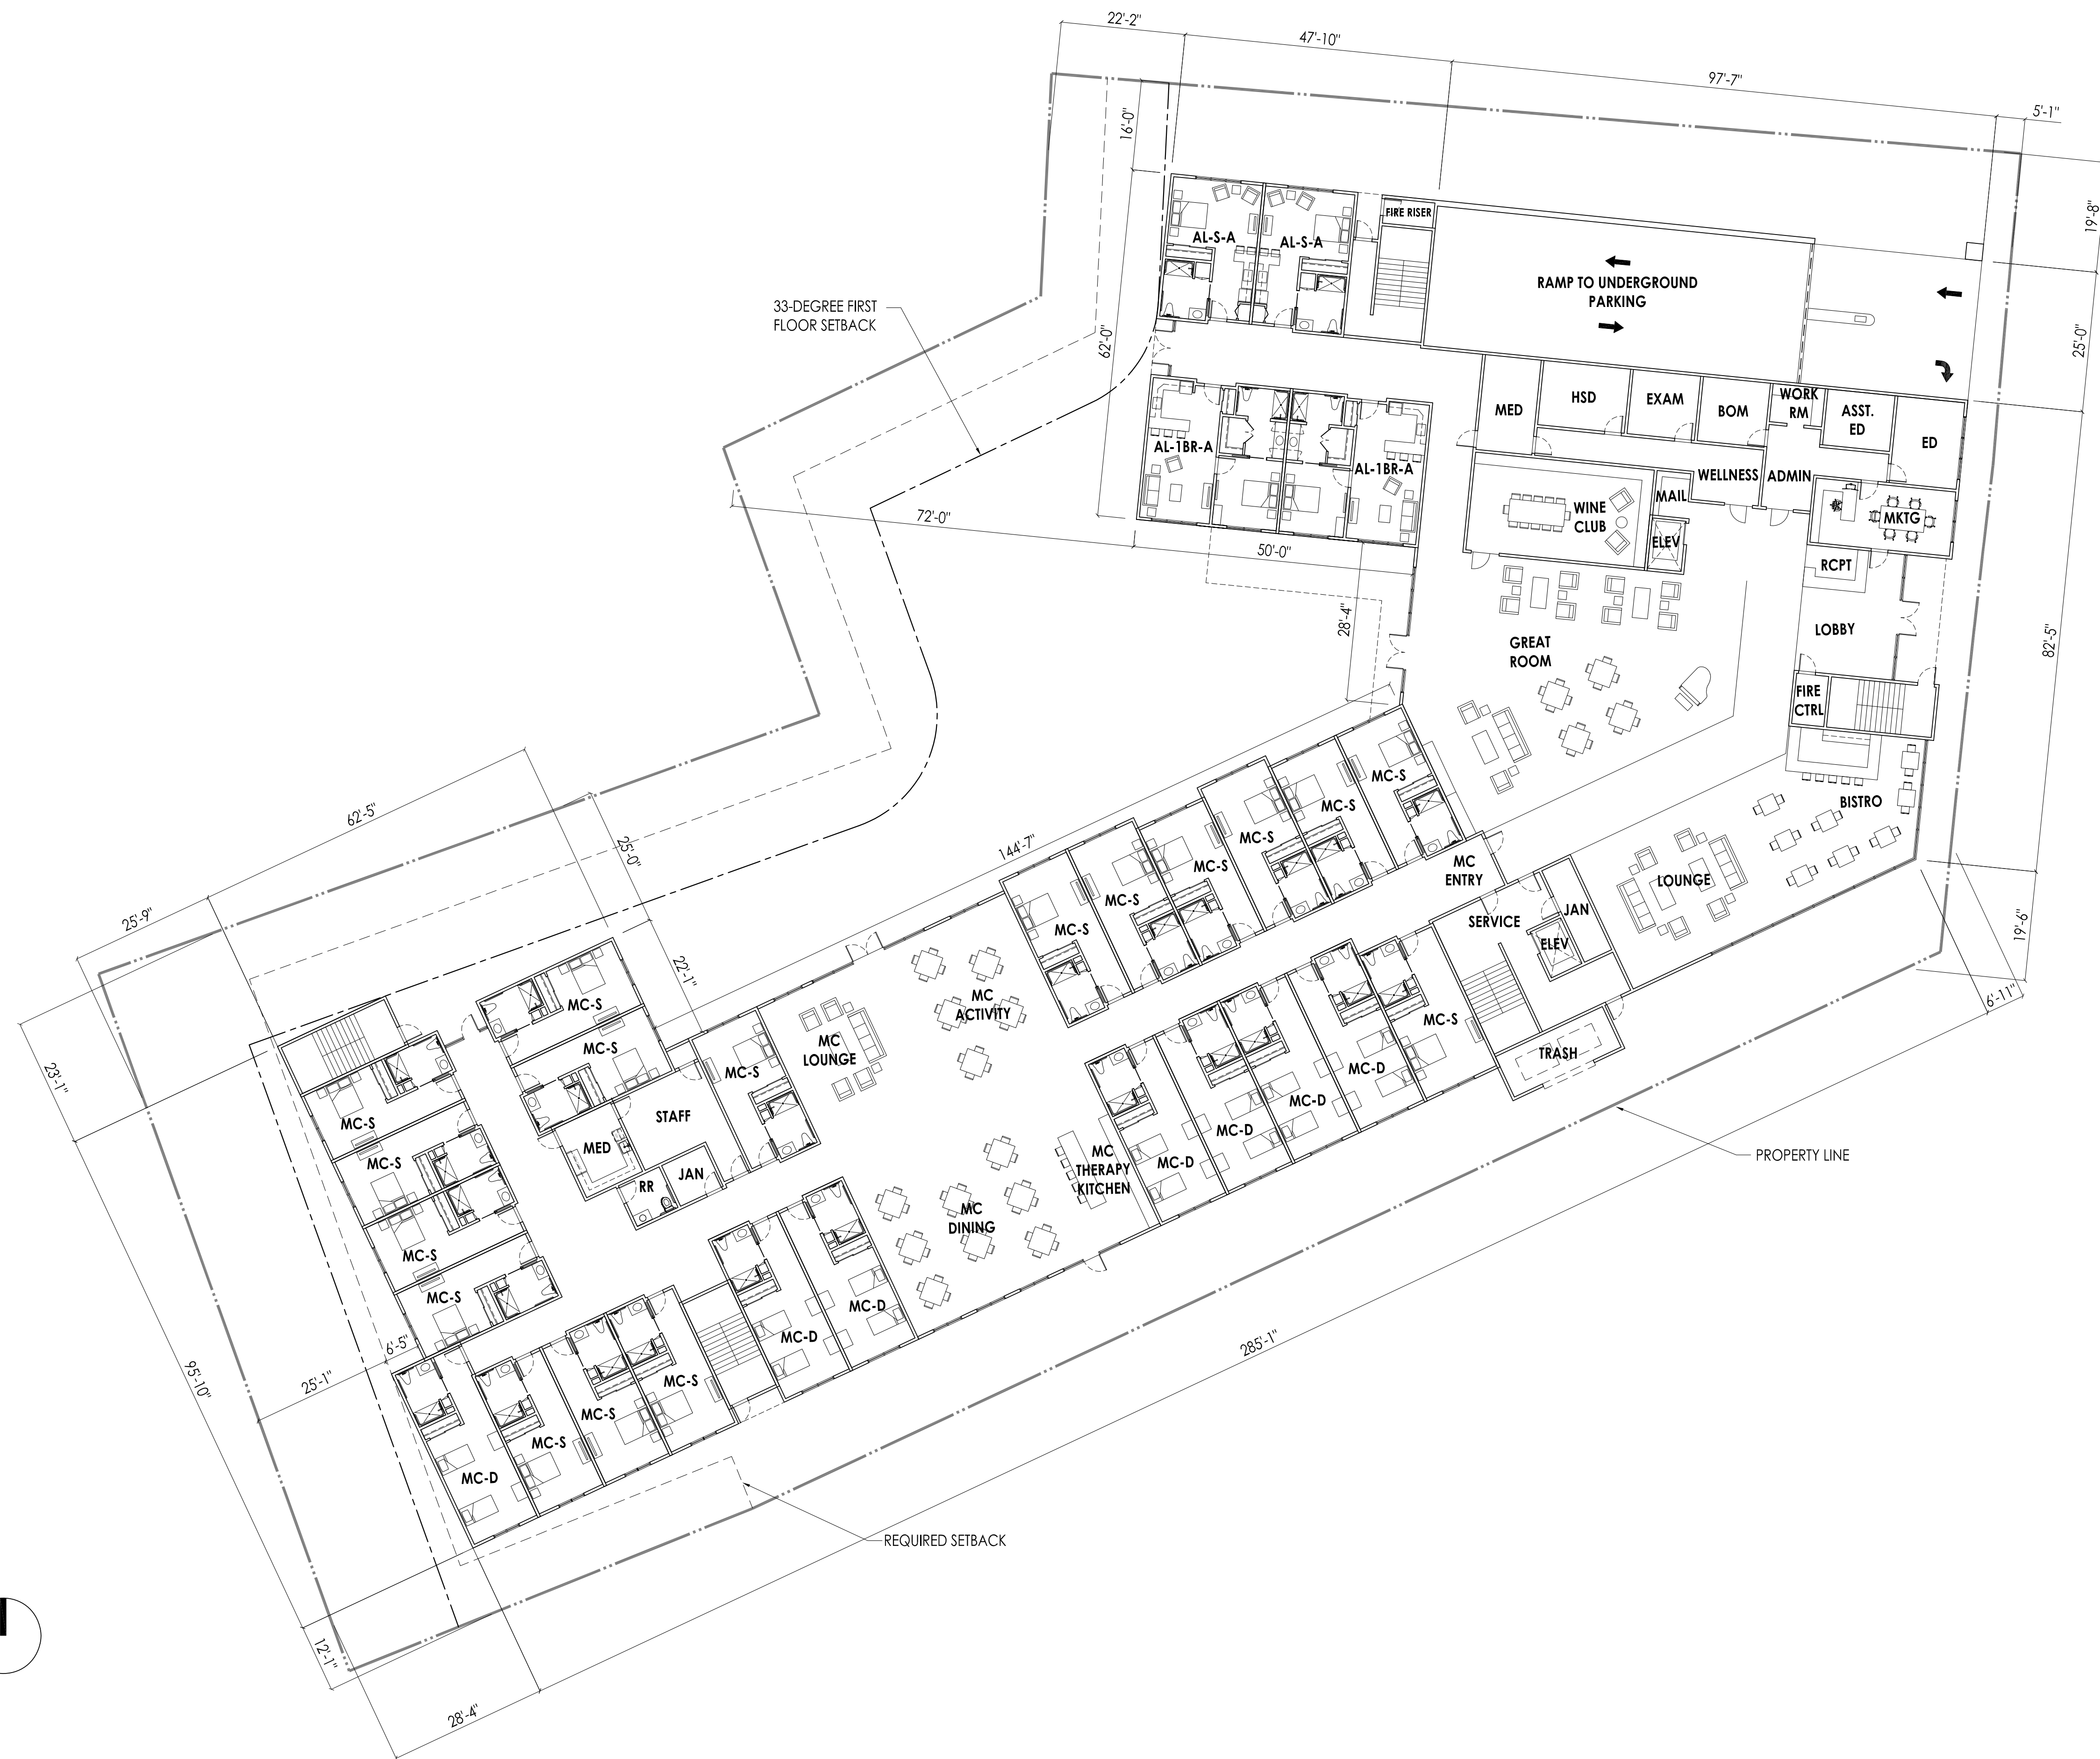 22'-2"
47'-10"
97'-7"
5'-1"
16'-0"
19'-8"
FIRE RISER
AL-S-A
AL-S-A
RAMP TO UNDERGROUND
PARKING
33-DEGREE FIRST
FLOOR SETBACK
62'-0"
25'-0"
MED
HSD
EXAM
BOM
WORK
RM
ASST.
ED
ED
AL-1BR-A
AL-1BR-A
WELLNESS
ADMIN
MAIL
WINE
CLUB
MKTG
72'-0"
50'-0"
ELEV
RCPT
28'-4"
LOBBY
GREAT
ROOM
82'-5"
FIRE
CTRL
MC-S
MC-S
MC-S
MC-S
MC-S
MC-S
BISTRO
62'-5"
25'-0"
144'-7"
MC
ENTRY
LOUNGE
25'-9"
SERVICE
JAN
ELEV
19'-6"
22'-1"
6'-11"
MC-S
MC
ACTIVITY
MC-S
MC
LOUNGE
MC-S
MC-S
TRASH
23'-1"
MC-D
MC-D
MC-D
MC-D
MC-S
STAFF
MED
JAN
RR
MC
THERAPY
KITCHEN
PROPERTY LINE
MC-S
MC-S
MC
DINING
MC-S
MC-D
MC-D
6'-5"
25'-1"
95'-10"
285'-1"
MC-S
MC-S
MC-S
MC-D
REQUIRED SETBACK
12'-1"
28'-4"